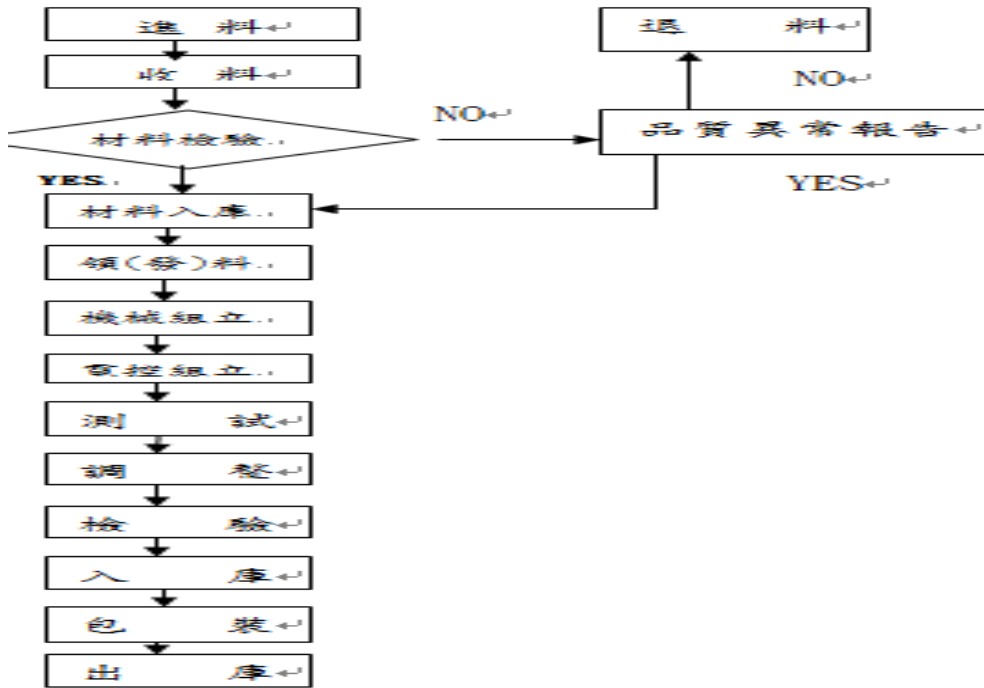 進料
退料
收料
NO
NO
材料檢驗
品質異常報告
YES
YES
材料入庫
領(發)料
機械組立
電控組立
測試
調整
檢驗
入庫
包裝
出庫